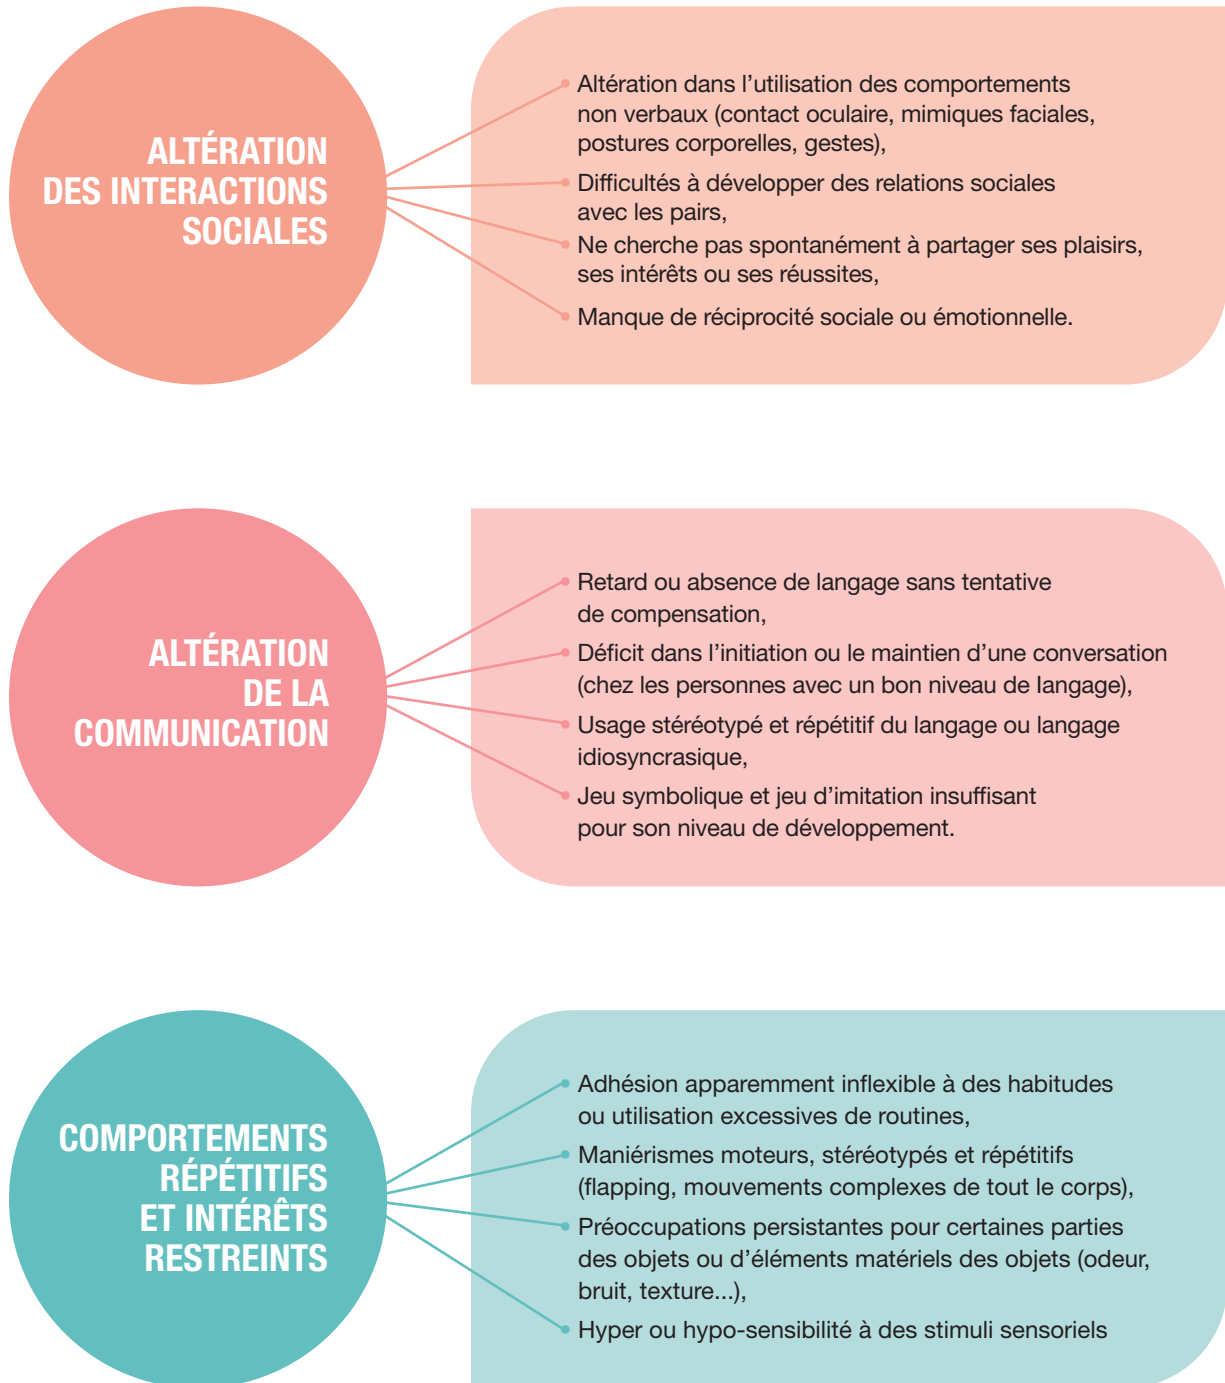 ALTÉRATION
DES INTERACTIONS
SOCIALES
Altération dans l’utilisation des comportements
non verbaux (contact oculaire, mimiques faciales,
postures corporelles, gestes),
Difficultés à développer des relations sociales
avec les pairs,
Ne cherche pas spontanément à partager ses plaisirs,
ses intérêts ou ses réussites,
Manque de réciprocité sociale ou émotionnelle.
ALTÉRATION
DE LA
COMMUNICATION
Retard ou absence de langage sans tentative
de compensation,
Déficit dans l’initiation ou le maintien d’une conversation
(chez les personnes avec un bon niveau de langage),
Usage stéréotypé et répétitif du langage ou langage
idiosyncrasique,
Jeu symbolique et jeu d’imitation insuffisant
pour son niveau de développement.
COMPORTEMENTS
RÉPÉTITIFS
ET INTÉRÊTS
RESTREINTS
Adhésion apparemment inflexible à des habitudes
ou utilisation excessives de routines,
Maniérismes moteurs, stéréotypés et répétitifs
(flapping, mouvements complexes de tout le corps),
Préoccupations persistantes pour certaines parties
des objets ou d’éléments matériels des objets (odeur,
bruit, texture...),
Hyper ou hypo-sensibilité à des stimuli sensoriels